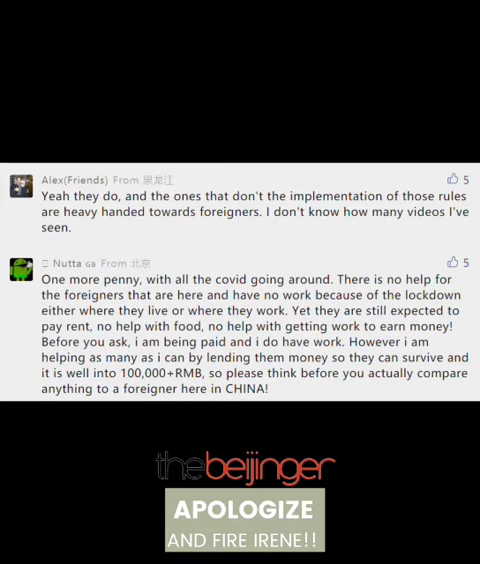 Alex(Friends) From 黑龙江
5
Yeah they do, and the ones that don't the implementation of those rules
are heavy handed towards foreigners. I don't know how many videos I've
seen.
Nutta 68 From 北京
5
One more penny, with all the covid going around. There is no help for
the foreigners that are here and have no work because of the lockdown
either where they live or where they work. Yet they are still expected to
pay rent, no help with food, no help with getting work to earn money!
Before you ask, i am being paid and i do have work. However i am
helping as many as i can by lending them money so they can survive and
it is well into 100,000+RMB, so please think before you actually compare
anything to a foreigner here in CHINA!
thebeijinger
APOLOGIZE
AND FIRE IRENE!!